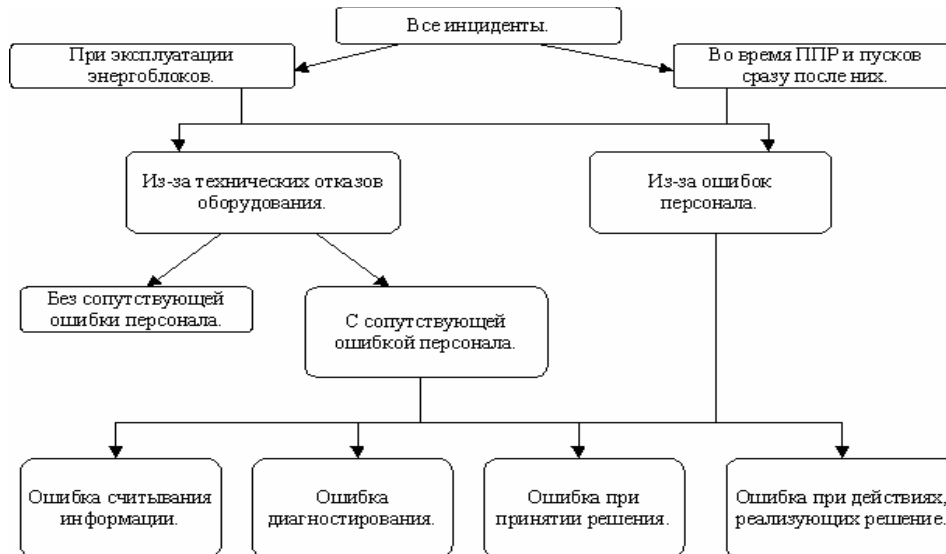 Все инциденты.
При эксплуатации
энергоблоков.
Во время ППР и пусков
сразу после них.
Из-за технических отказов
оборудования.
Из-за ошибок
персонала.
Без сопутствующей
ошибки персонала.
С сопутствующей
ошибкой персонала.
Ошибка считывания
информации.
Ошибка
диагностирования.
Ошибка при
принятии решения.
Ошибка при действиях,
реализующих решение.